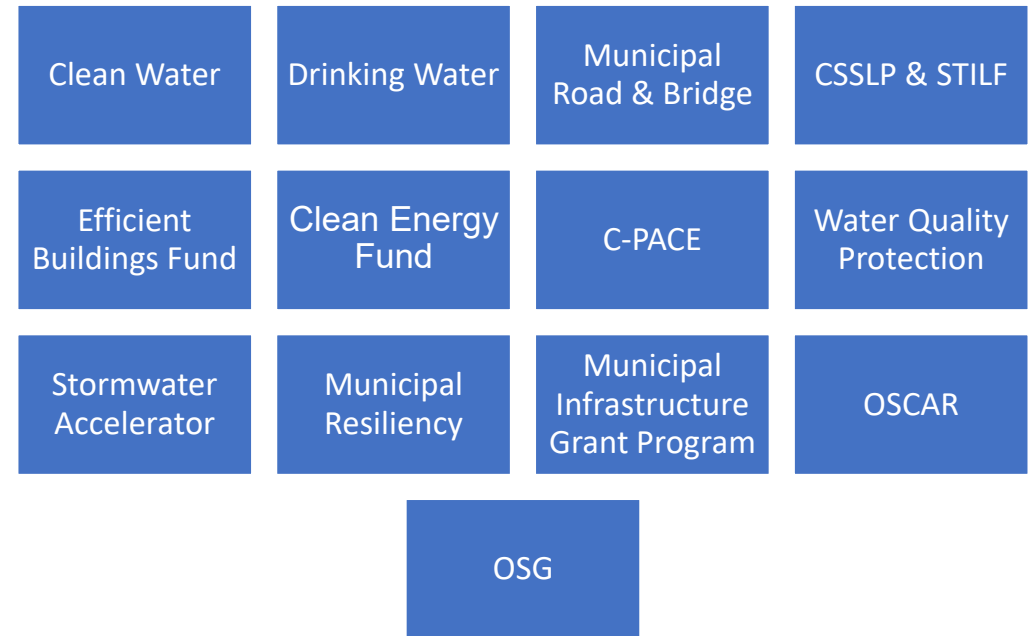 Clean Water
Drinking Water
Municipal
Road & Bridge
CSSLP & STILF
Efficient
Buildings Fund
Clean Energy
Fund
C-PACE
Water Quality
Protection
Stormwater
Accelerator
Municipal
Resiliency
Municipal
Infrastructure
Grant Program
OSCAR
OSG